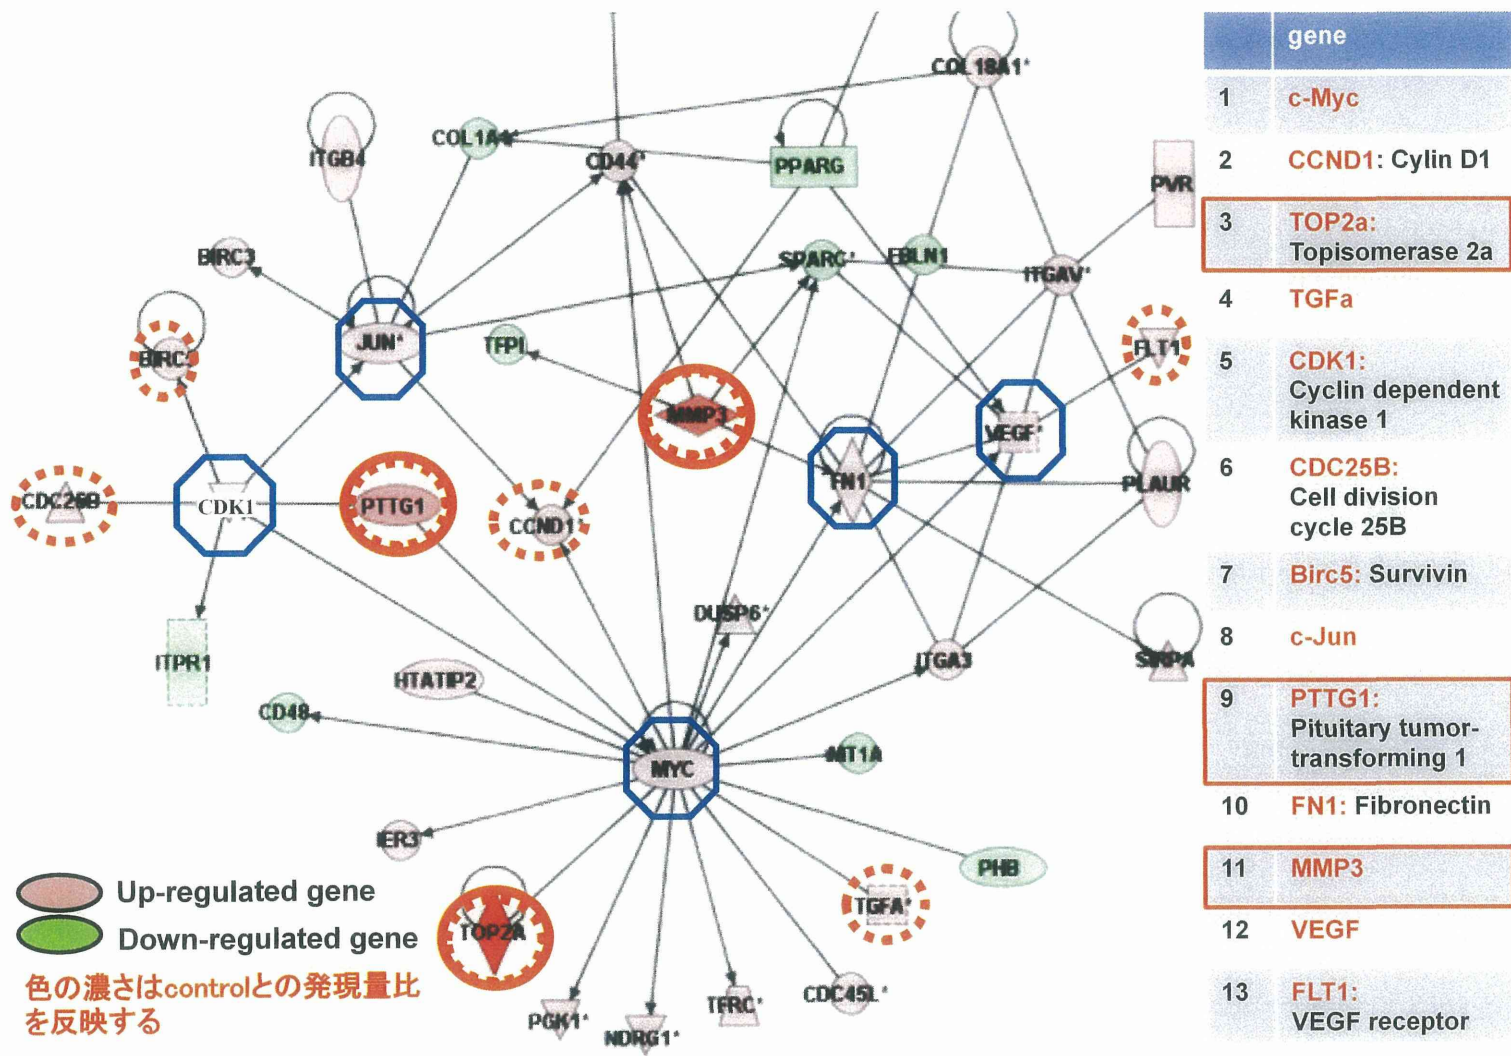 COL18A1*
ITGB4
COL1A1*
CD44*
PPARG
PVR
BIRC3
SPARC*
FBLN1
ITGAV*
JUN*
TFPI
FLT1
MMP3
VEGF*
CDC25B
CDK1
PTTG1
CCND1*
FN1
PLAUR
DUSP6*
ITPR1
HTATIP2
ITGA3
SIRPA
CD48
MYC
MT1A
IER3
PHB
TOP2A
TGFA*
PGK1*
NDRG1*
TFRC*
CDC45L*
Up-regulated gene
Down-regulated gene
色の濃さはcontrolとの発現量比
を反映する
gene
1 c-Myc
2 CCND1: Cylin D1
3 TOP2a:
Topisomerase 2a
4 TGFa
5 CDK1:
Cyclin dependent
kinase 1
6 CDC25B:
Cell division
cycle 25B
7 Birc5: Survivin
8 c-Jun
9 PTTG1:
Pituitary tumor-
transforming 1
10 FN1: Fibronectin
11 MMP3
12 VEGF
13 FLT1:
VEGF receptor